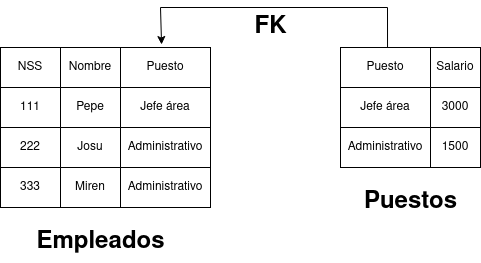 FK
NSS Nombre Puesto
111 Pepe Jefe área
222 Josu Administrativo
333 Miren Administrativo
Empleados
Puesto Salario
Jefe área 3000
Administrativo 1500
Puestos